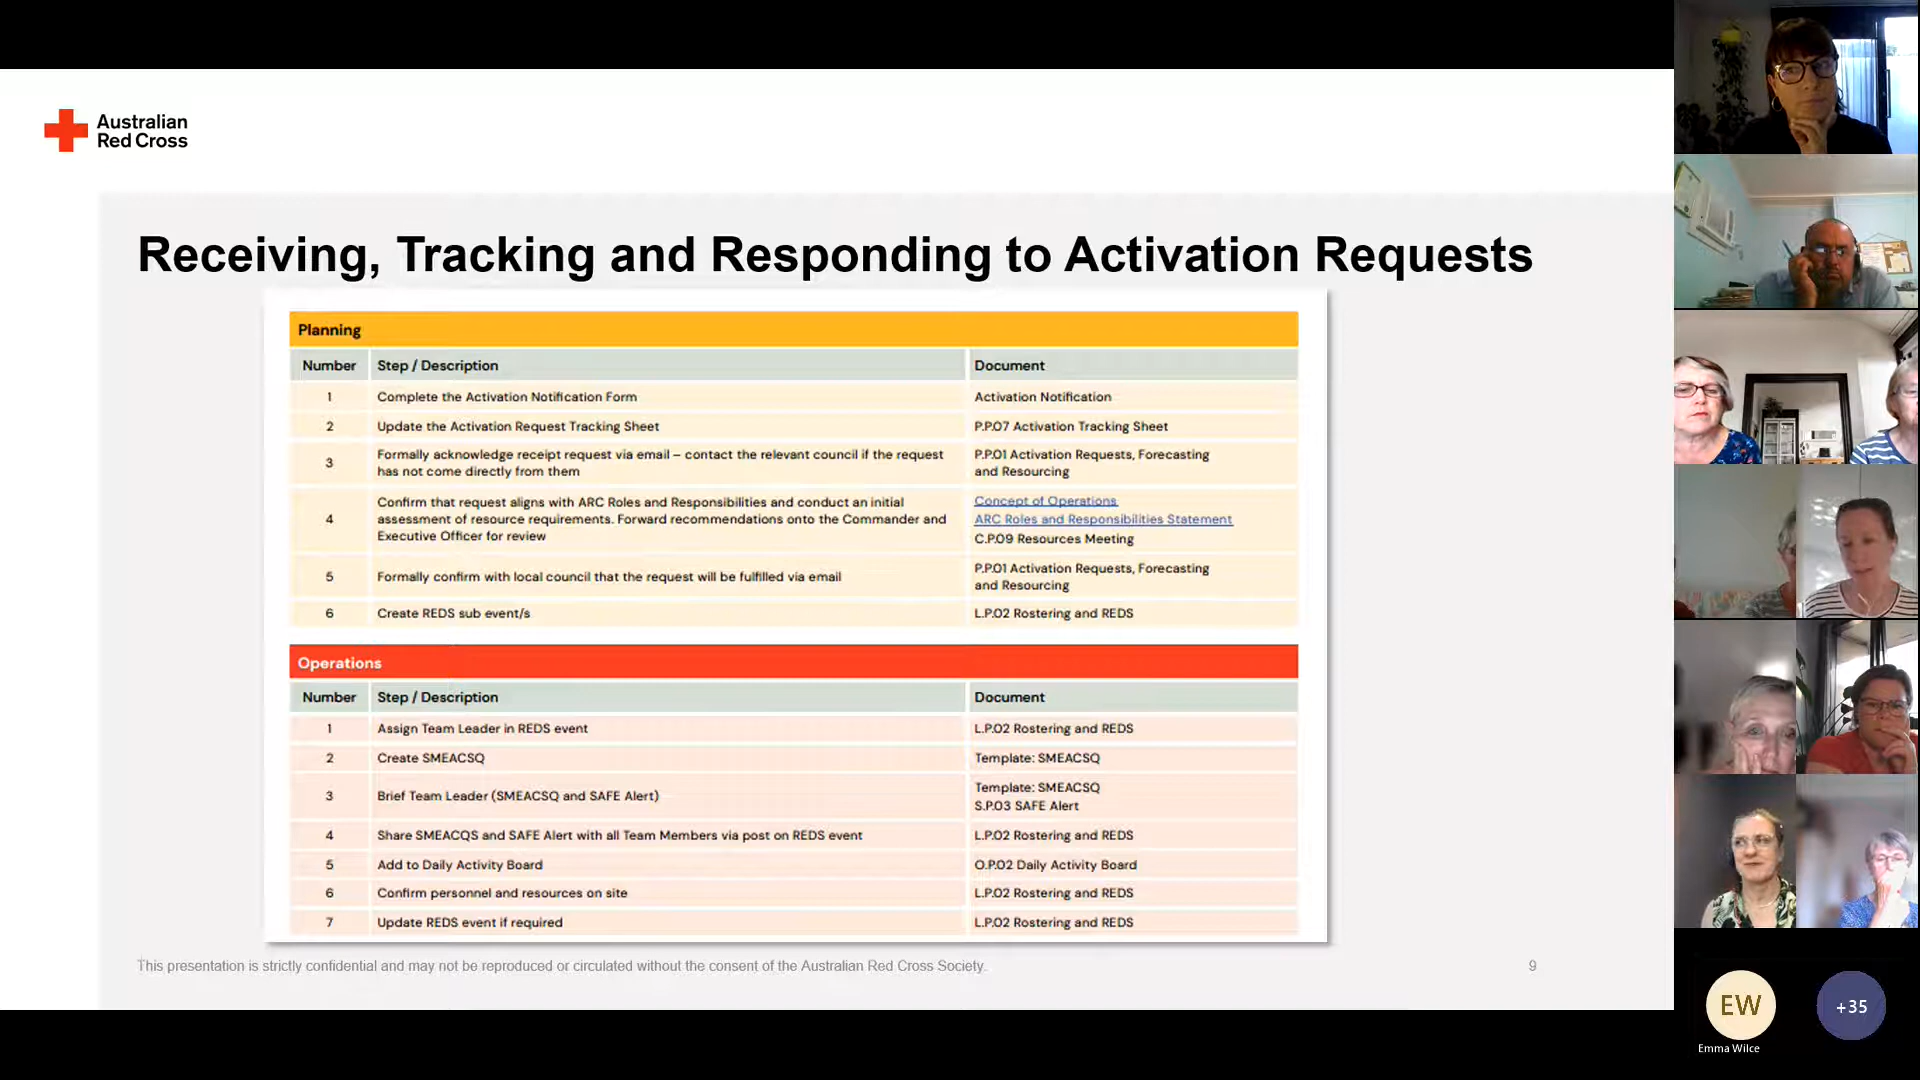 Australian
Red Cross
Receiving, Tracking and Responding to Activation Requests
Planning
Number Step / Description Document
1 Complete the Activation Notification Form Activation Notification
2 Update the Activation Request Tracking Sheet P.P.07 Activation Tracking Sheet
3 Formally acknowledge receipt request via email – contact the relevant council if the request P.P.01 Activation Requests, Forecasting
has not come directly from them and Resourcing
Confirm that request aligns with ARC Roles and Responsibilities and conduct an initial Concept of Operations
4 assessment of resource requirements. Forward recommendations onto the Commander and ARC Roles and Responsibilities Statement
Executive Officer for review C.P.09 Resources Meeting
5 Formally confirm with local council that the request will be fulfilled via email P.P.01 Activation Requests, Forecasting
and Resourcing
6 Create REDS sub event/s L.P.02 Rostering and REDS
Operations
Number Step / Description Document
1 Assign Team Leader in REDS event L.P.02 Rostering and REDS
2 Create SMEACSQ Template: SMEACSQ
3 Brief Team Leader (SMEACSQ and SAFE Alert) Template: SMEACSQ
S.P.03 SAFE Alert
4 Share SMEACQS and SAFE Alert with all Team Members via post on REDS event L.P.02 Rostering and REDS
5 Add to Daily Activity Board O.P.02 Daily Activity Board
6 Confirm personnel and resources on site L.P.02 Rostering and REDS
7 Update REDS event if required L.P.02 Rostering and REDS
This presentation is strictly confidential and may not be reproduced or circulated without the consent of the Australian Red Cross Society. 9
EW +35
Emma Wilce